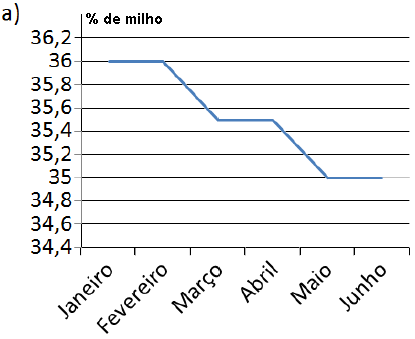 a)
% de milho
36,2
36
35,8
35,6
35,4
35,2
35
34,8
34,6
34,4
Janeiro
Fevereiro
Março
Abril
Maio
Junho